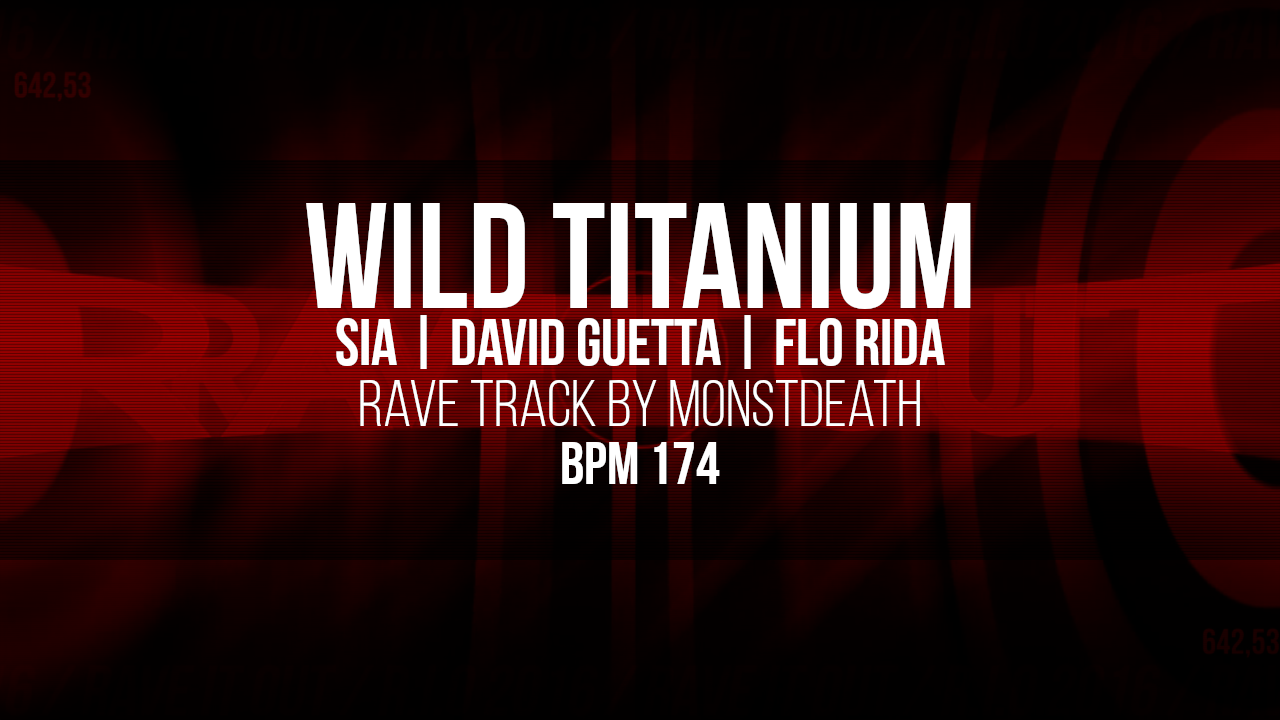 642,53
WILD TITANIUM
SIA | DAVID GUETTA | FLO RIDA
RAVE TRACK BY MONSTDEATH
BPM 174
642,53